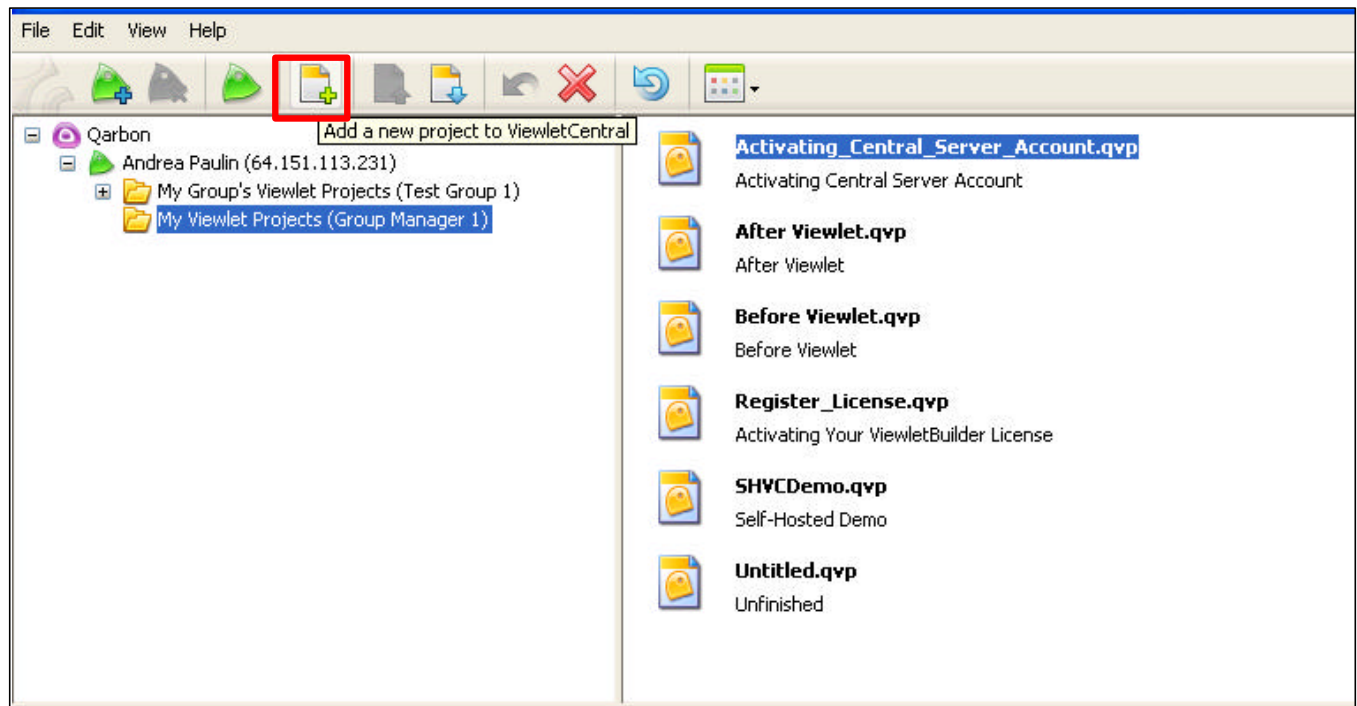 File Edit View Help
Add a new project to ViewletCentral
Qarbon
Andrea Paulin (64.151.113.231)
My Group's Viewlet Projects (Test Group 1)
My Viewlet Projects (Group Manager 1)
Activating_Central_Server_Account.qvp
Activating Central Server Account
After Viewlet.qvp
After Viewlet
Before Viewlet.qvp
Before Viewlet
Register_License.qvp
Activating Your ViewletBuilder License
SHVCDemo.qvp
Self-Hosted Demo
Untitled.qvp
Unfinished